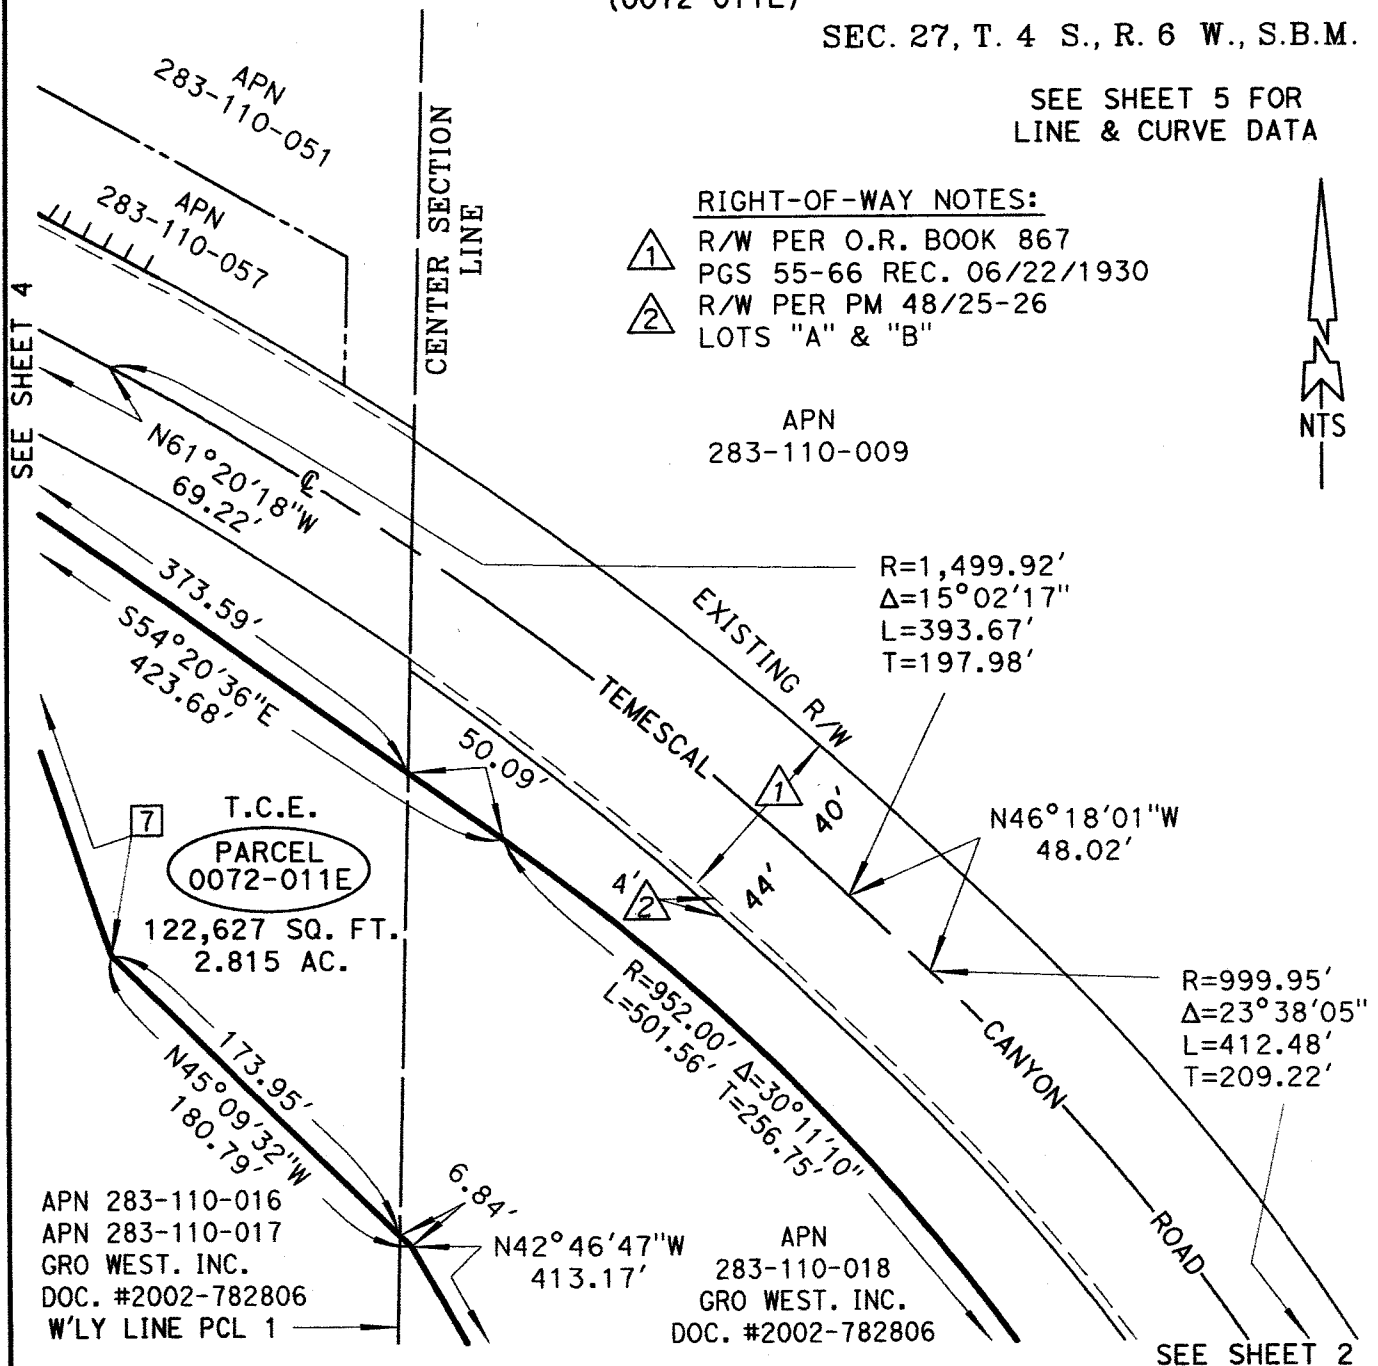 (0072-011E)
SEC. 27, T. 4 S., R. 6 W., S.B.M.
SEE SHEET 5 FOR
LINE & CURVE DATA
APN
283-110-051
APN
283-110-057
CENTER SECTION
LINE
RIGHT-OF-WAY NOTES:
1 R/W PER O.R. BOOK 867
PGS 55-66 REC. 06/22/1930
2 R/W PER PM 48/25-26
LOTS "A" & "B"
NTS
SEE SHEET 4
APN
283-110-009
N61°20'18"W
69.22'
℄
373.59'
S54°20'36"E
423.68'
R=1,499.92'
Δ=15°02'17"
L=393.67'
T=197.98'
EXISTING R/W
TEMESCAL
50.09'
1
40'
44'
N46°18'01"W
48.02'
7
T.C.E.
PARCEL
0072-011E
122,627 SQ. FT.
2.815 AC.
4'
2
R=952.00' Δ=30°11'10"
L=501.56' T=256.75'
R=999.95'
Δ=23°38'05"
L=412.48'
T=209.22'
CANYON
ROAD
173.95'
N45°09'32"W
180.79'
6.84'
N42°46'47"W
413.17'
APN 283-110-016
APN 283-110-017
GRO WEST. INC.
DOC. #2002-782806
W'LY LINE PCL 1
APN
283-110-018
GRO WEST. INC.
DOC. #2002-782806
SEE SHEET 2